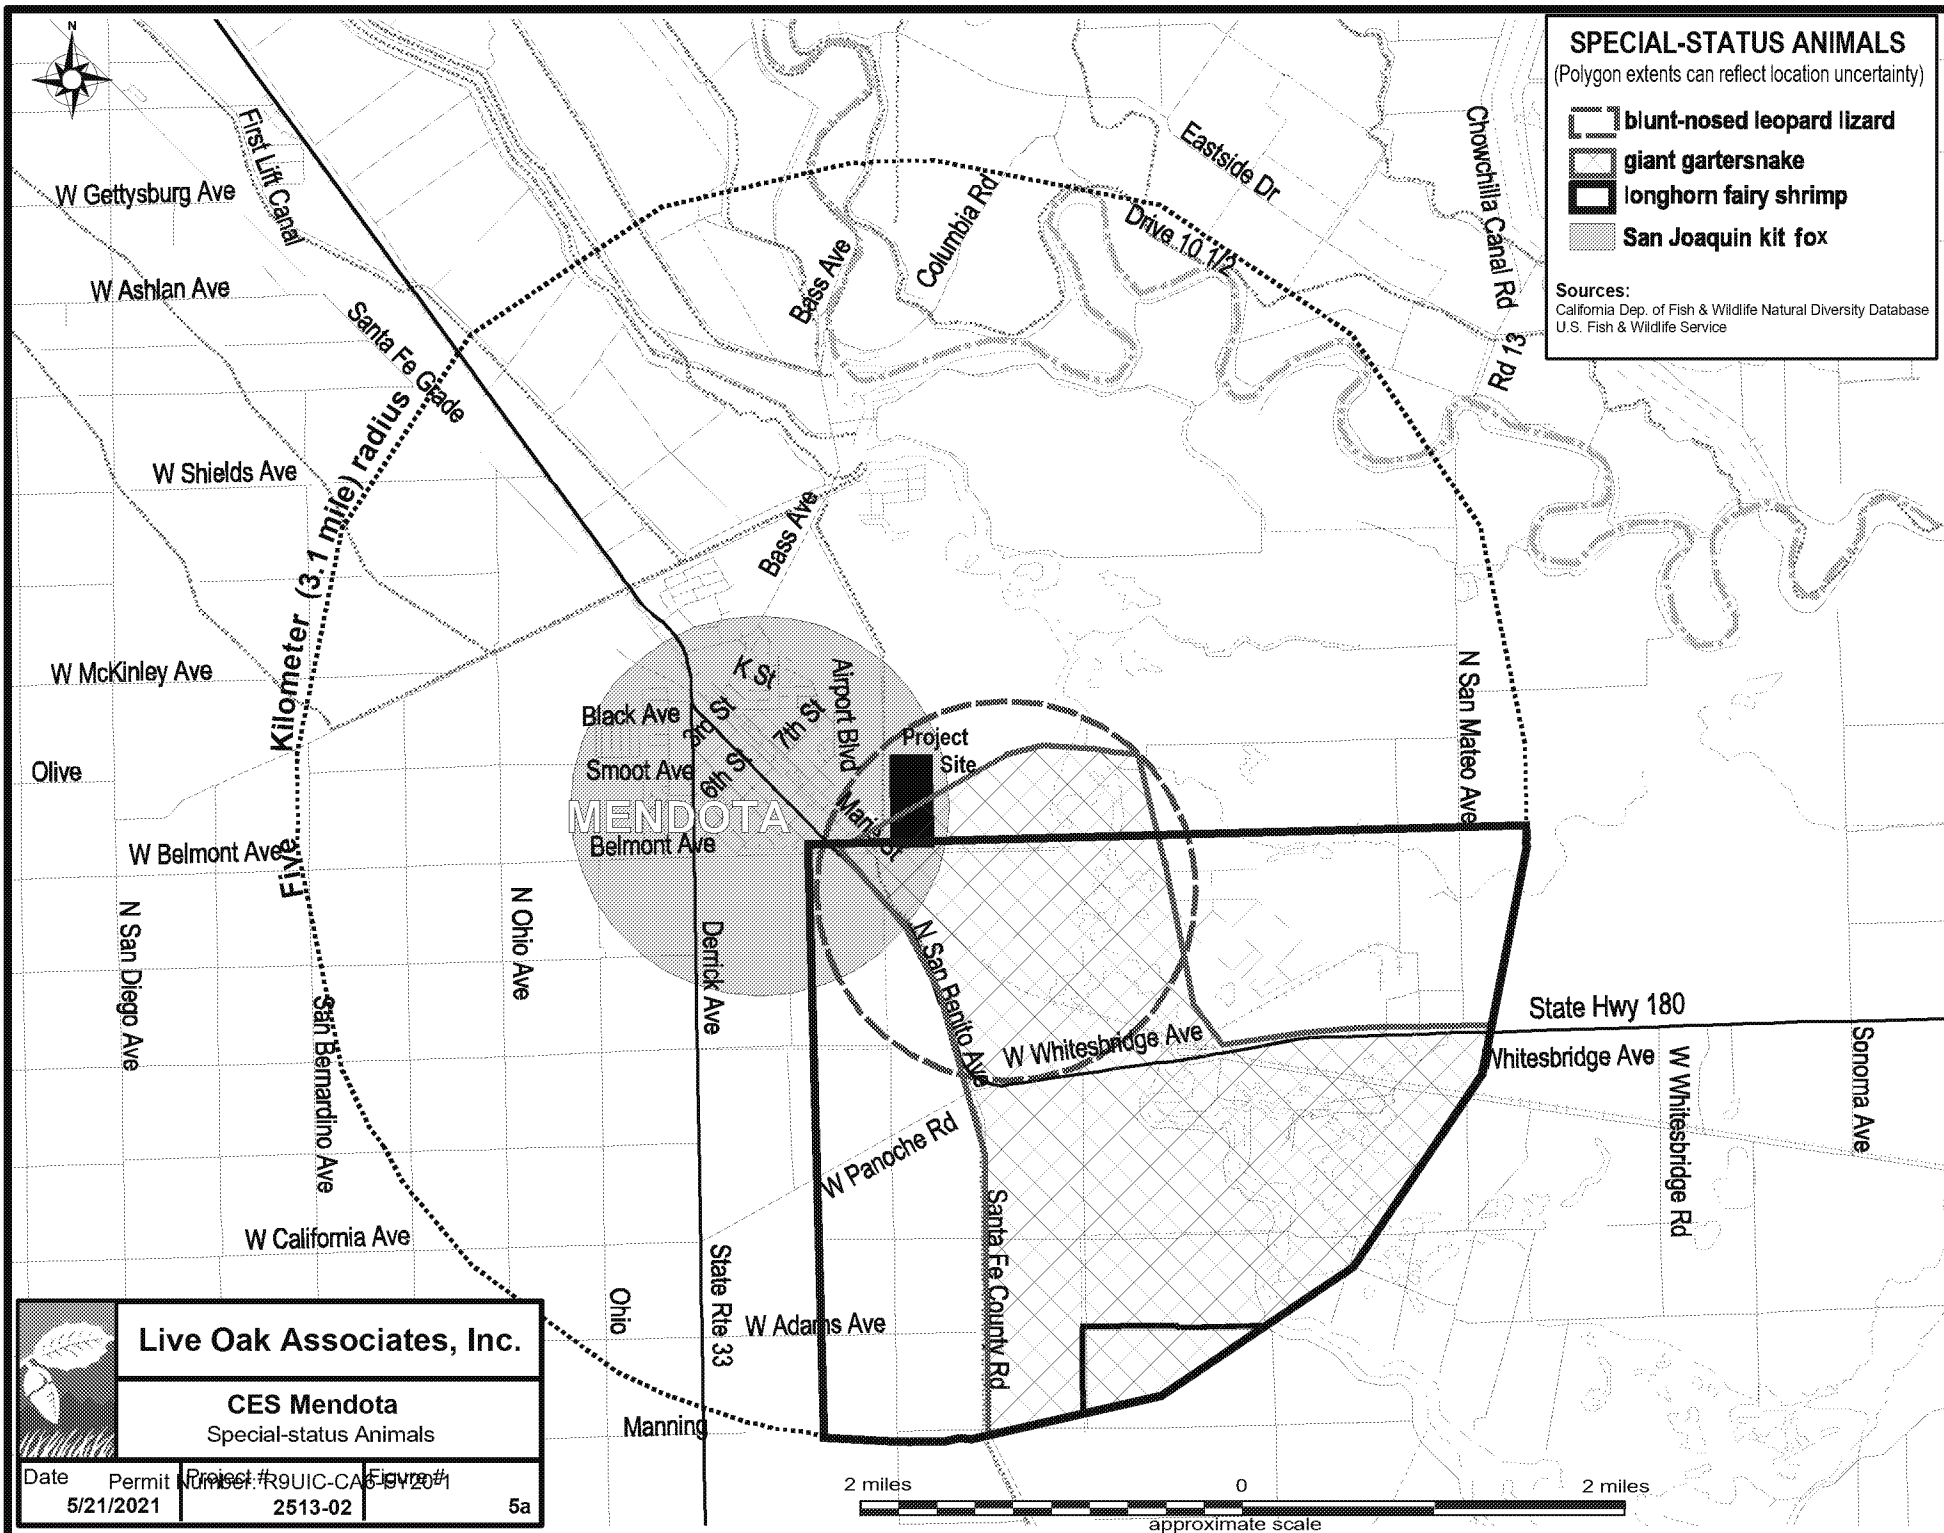 N
SPECIAL-STATUS ANIMALS
(Polygon extents can reflect location uncertainty)
blunt-nosed leopard lizard
giant gartersnake
longhorn fairy shrimp
San Joaquin kit fox
Sources:
California Dep. of Fish & Wildlife Natural Diversity Database
U.S. Fish & Wildlife Service
First Lift Canal
W Gettysburg Ave
W Ashlan Ave
Santa Fe Grade
Bass Ave
Columbia Rd
Eastside Dr
Drive 10 1/2
Chowchilla Canal Rd
Rd 13
W Shields Ave
Bass Ave
Five Kilometer (3.1 mile) radius
W McKinley Ave
K St
Airport Blvd
Black Ave
3rd St
7th St
Project
Site
N San Mateo Ave
Olive
Smoot Ave
6th St
MENDOTA
Marie St
Belmont Ave
W Belmont Ave
N San Diego Ave
N Ohio Ave
Derrick Ave
N San Benito Ave
San Bernardino Ave
W Whitesbridge Ave
State Hwy 180
Whitesbridge Ave
W Whitesbridge Rd
Sonoma Ave
W Panoche Rd
Santa Fe County Rd
W California Ave
State Rte 33
Ohio
W Adams Ave
Manning
Live Oak Associates, Inc.
CES Mendota
Special-status Animals
Date
Project #
Figure #
Permit Number: R9UIC-CA6-FY20-1
5/21/2021
2513-02
5a
2 miles
0
2 miles
approximate scale